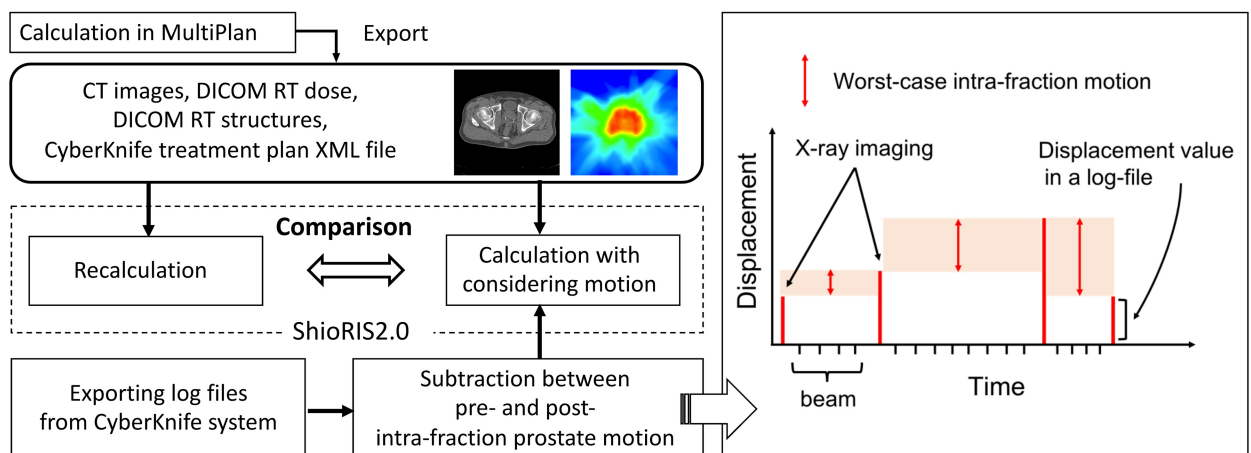 Calculation in MultiPlan
Export
CT images, DICOM RT dose,
DICOM RT structures,
CyberKnife treatment plan XML file
Comparison
Recalculation
Calculation with
considering motion
ShioRIS2.0
Exporting log files
from CyberKnife system
Subtraction between
pre- and post-
intra-fraction prostate motion
Worst-case intra-fraction motion
X-ray imaging
Displacement value
in a log-file
Displacement
Time
beam